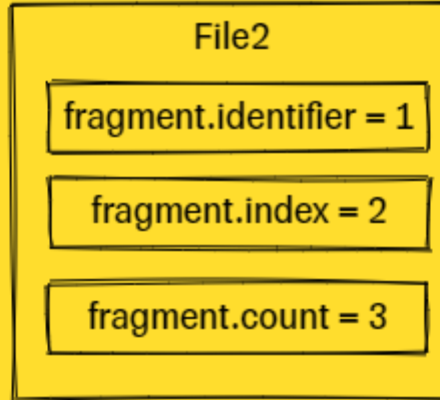 File2
fragment.identifier = 1
fragment.index = 2
fragment.count = 3